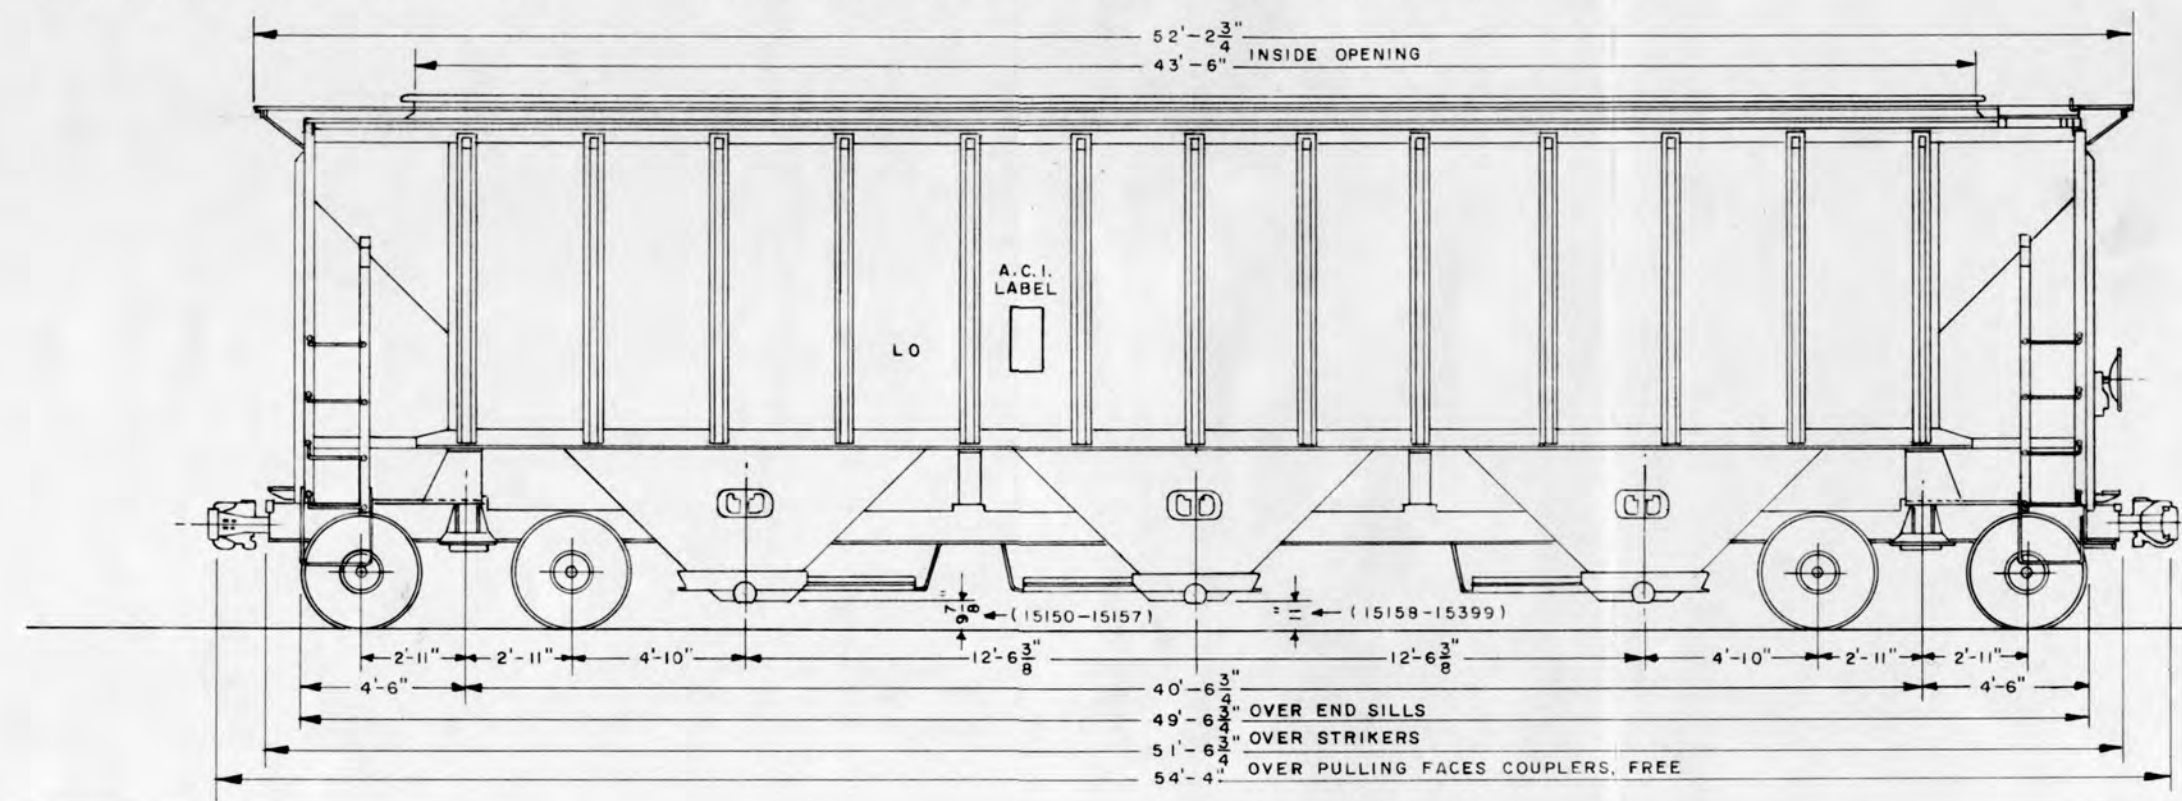 52'-2 3/4"
43'-6" INSIDE OPENING
A.C.I.
LABEL
LO
9 7/8" (15150-15157)
11" (15158-15399)
2'-11" 2'-11" 4'-10" 12'-6 3/8" 12'-6 3/8" 4'-10" 2'-11" 2'-11"
4'-6" 40'-6 3/4" 4'-6"
49'-6 3/4" OVER END SILLS
51'-6 3/4" OVER STRIKERS
54'-4" OVER PULLING FACES COUPLERS, FREE